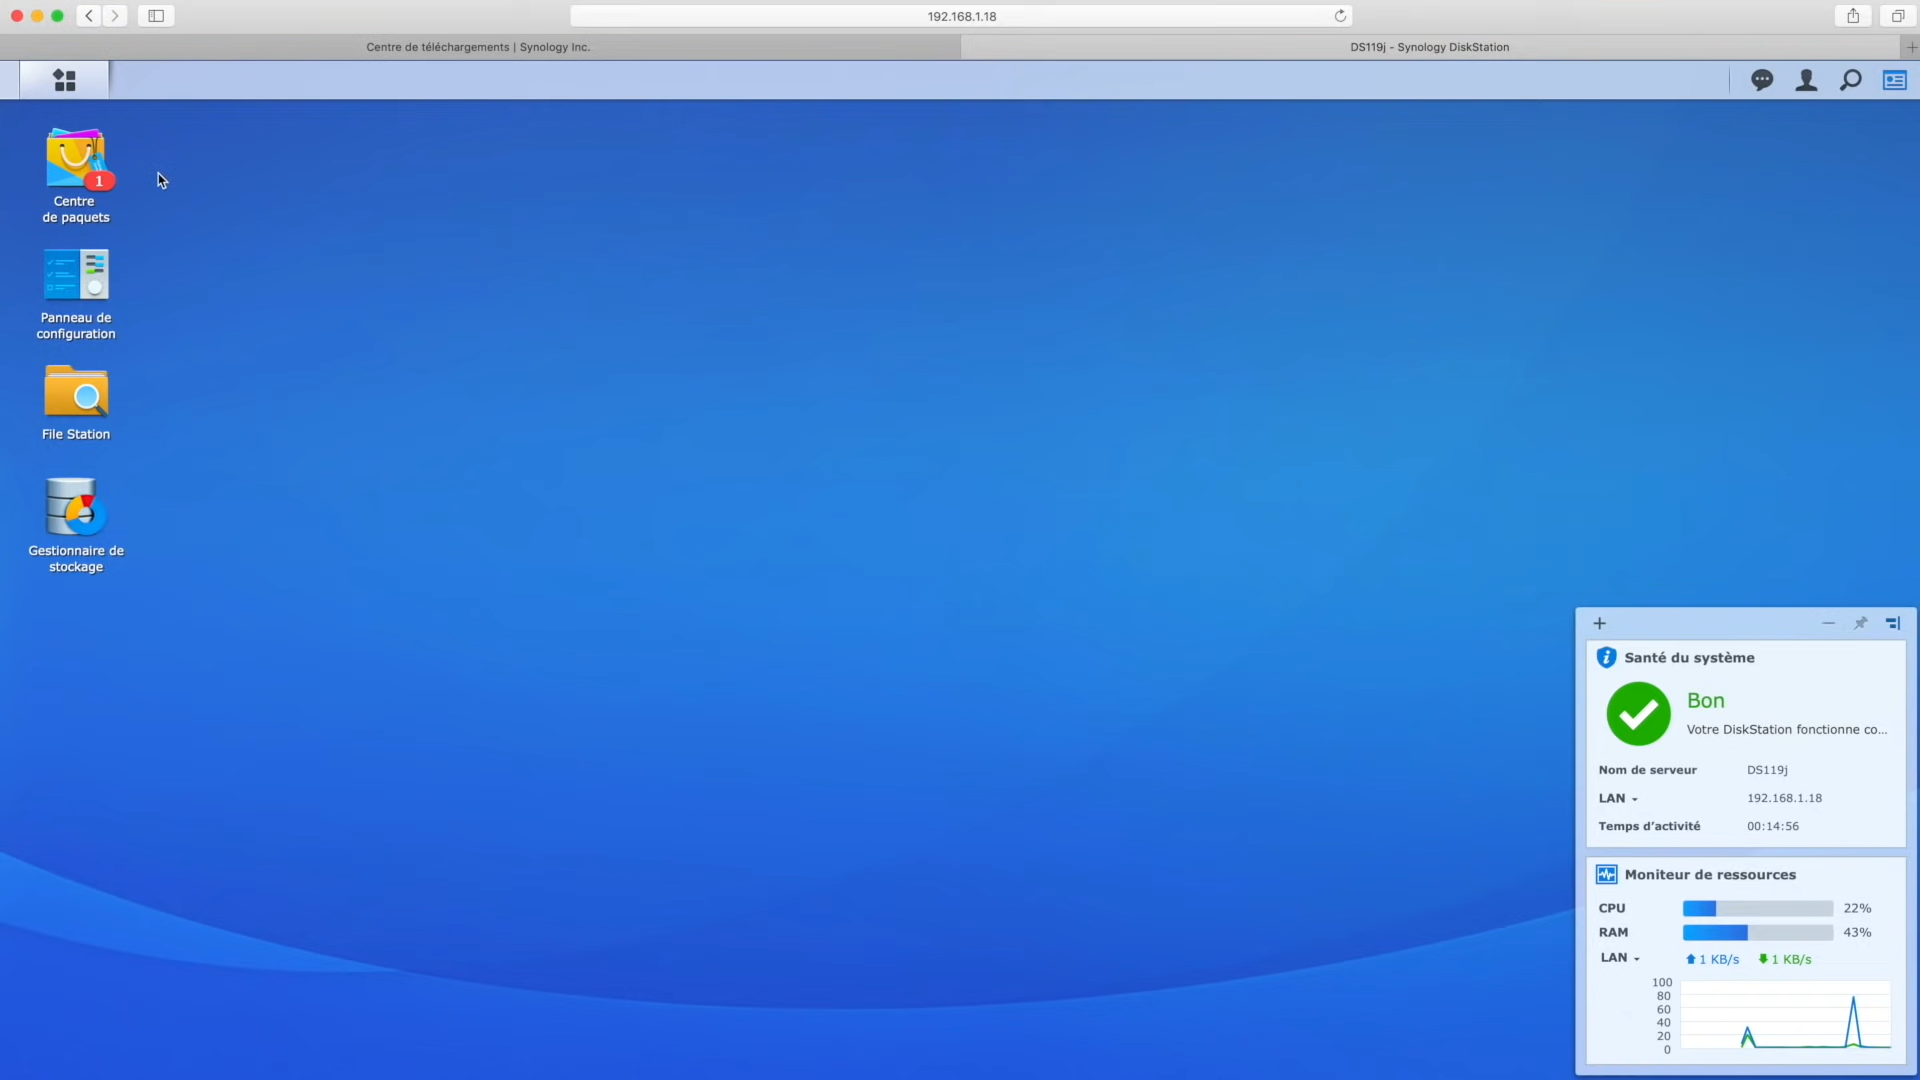 192.168.1.18
Centre de téléchargements | Synology Inc.
DS119j - Synology DiskStation
1
Centre
de paquets
Panneau de
configuration
File Station
Gestionnaire de
stockage
Santé du système
Bon
Votre DiskStation fonctionne co...
Nom de serveur DS119j
LAN 192.168.1.18
Temps d'activité 00:14:56
Moniteur de ressources
CPU 22%
RAM 43%
LAN 1 KB/s 1 KB/s
100
80
60
40
20
0